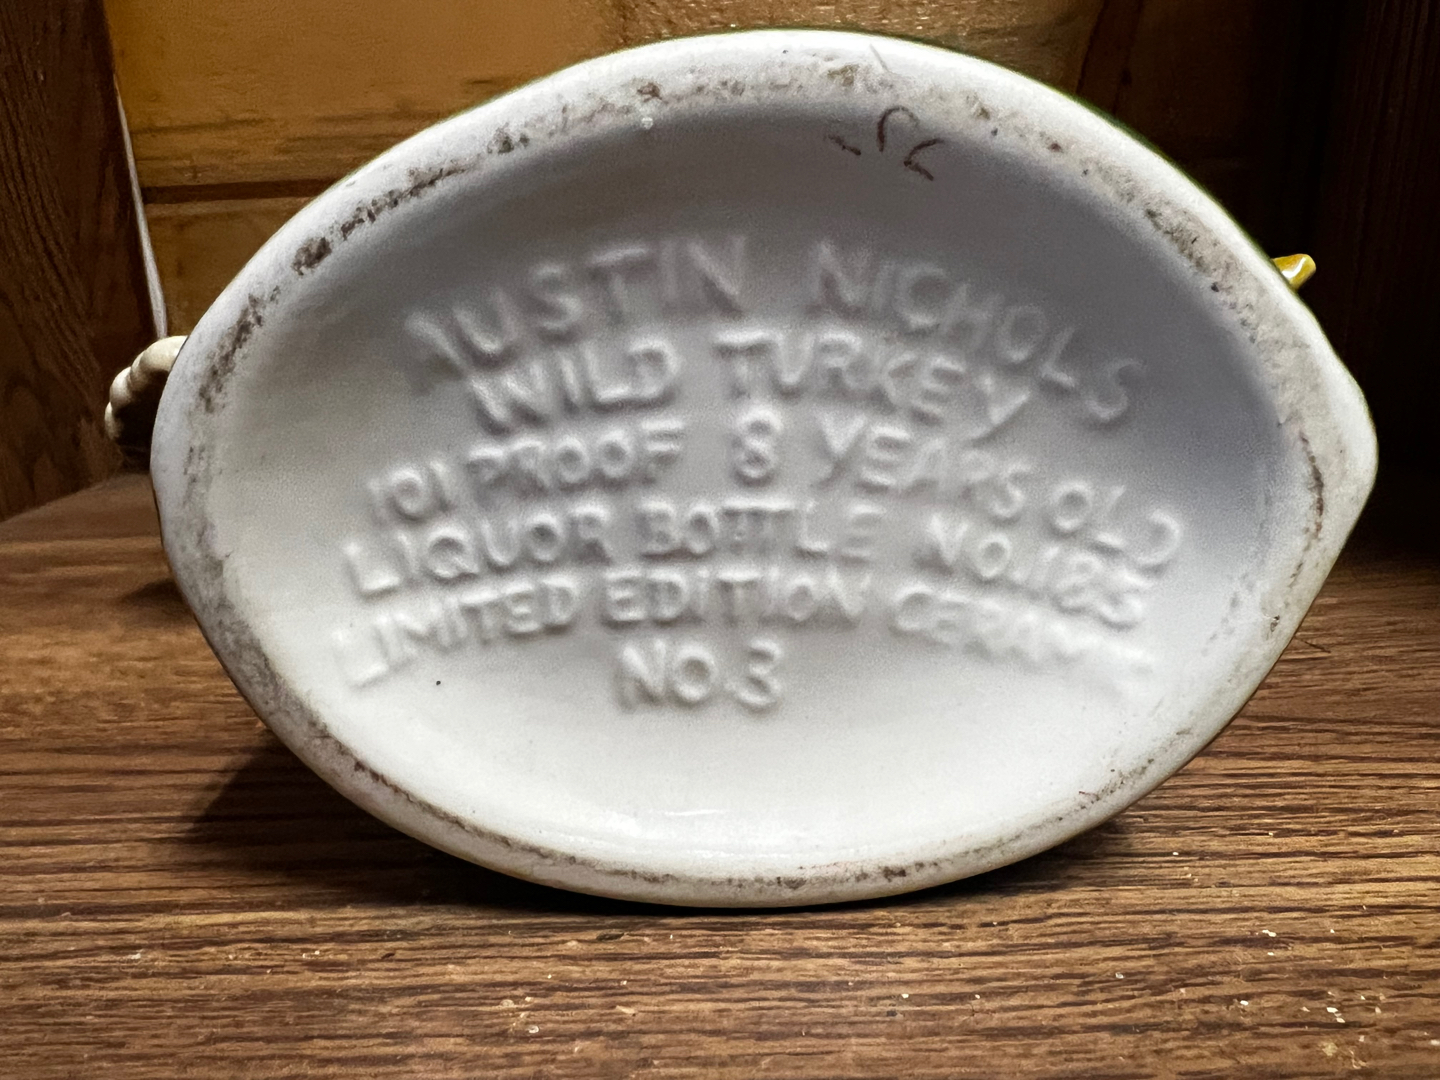 AUSTIN NICHOLS
WILD TURKEY
101 PROOF 8 YEARS OLD
LIQUOR BOTTLE NO.
LIMITED EDITION
NO.3